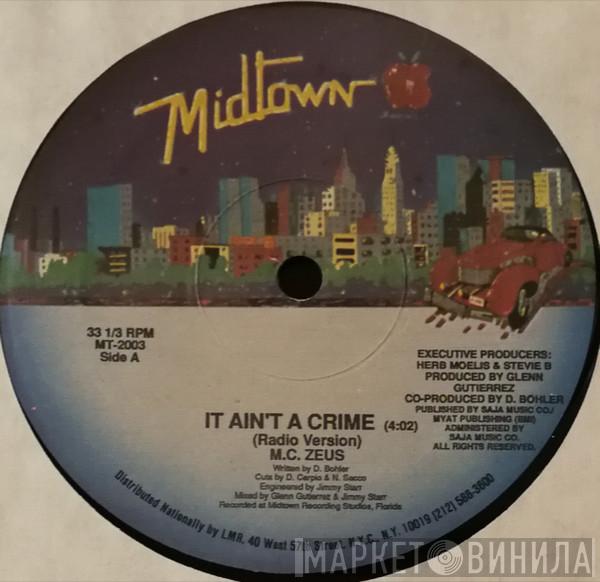 Midtown
33 1/3 RPM
MT-2003
Side A
EXECUTIVE PRODUCERS:
HERB MOELIS & STEVIE B
PRODUCED BY GLENN
GUTIERREZ
CO-PRODUCED BY D. BOHLER
PUBLISHED BY SAJA MUSIC CO./
MYAT PUBLISHING (BMI)
ADMINISTERED BY
SAJA MUSIC CO.
ALL RIGHTS RESERVED.
IT AIN'T A CRIME (4:02)
(Radio Version)
M.C. ZEUS
Written by D. Bohler
Cuts by D. Carpio & N. Sacco
Engineered by Jimmy Starr
Mixed by Glenn Gutierrez & Jimmy Starr
Recorded at Midtown Recording Studios, Florida
Distributed Nationally by LMR, 40 West 57th Street, N.Y.C., N.Y. 10019 (212) 586-3600
МАРКЕТ ВИНИЛА